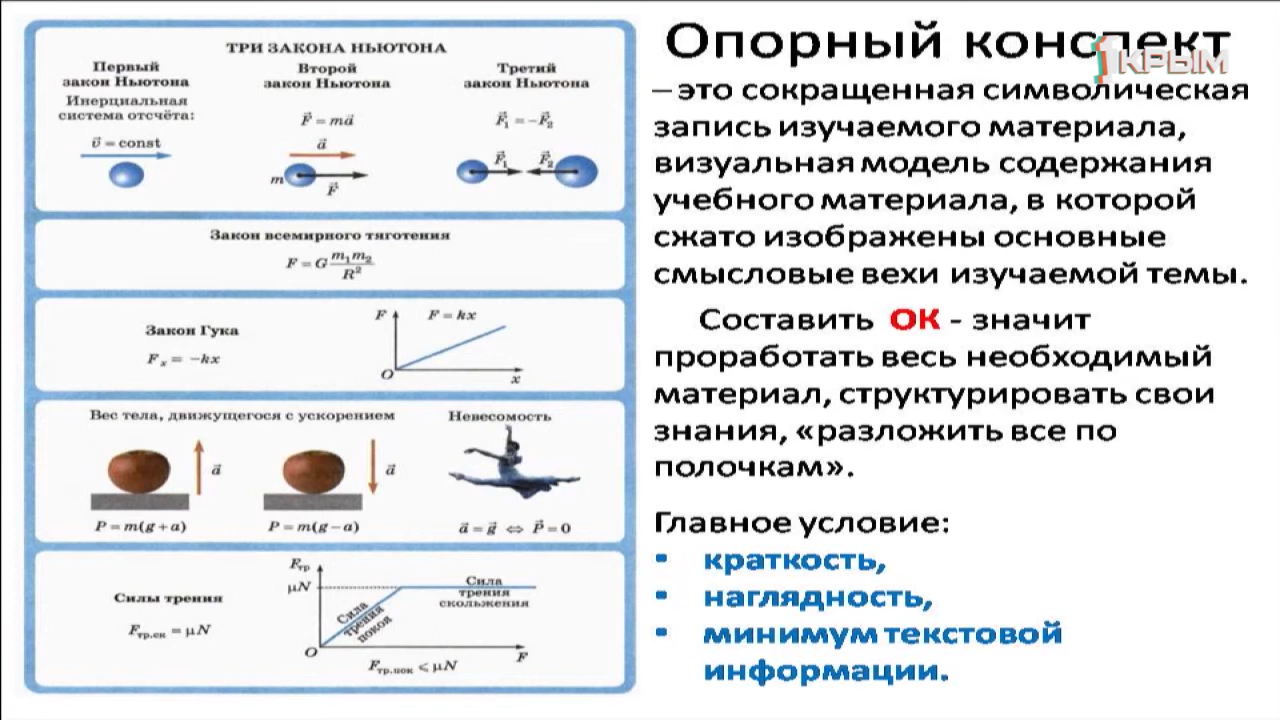 ТРИ ЗАКОНА НЬЮТОНА
Первый
закон Ньютона
Инерциальная
система отсчёта:
v⃗ = const
Второй
закон Ньютона
F⃗ = ma⃗
a⃗
m
F⃗
Третий
закон Ньютона
F⃗₁ = −F⃗₂
F⃗₁ F⃗₂
Закон всемирного тяготения
F = G m₁m₂/R²
Закон Гука
Fₓ = −kx
F
F = kx
O
x
Вес тела, движущегося с ускорением
a⃗
P = m(g + a)
a⃗
P = m(g − a)
Невесомость
a⃗ = g⃗ ⇔ P⃗ = 0
Силы трения
Fтр.ск = μN
Fтр
μN
Сила
трения
покоя
Сила
трения
скольжения
O
F
Fтр.пок < μN
Опорный конспект
1 КРЫМ
– это сокращенная символическая
запись изучаемого материала,
визуальная модель содержания
учебного материала, в которой
сжато изображены основные
смысловые вехи изучаемой темы.
Составить ОК - значит
проработать весь необходимый
материал, структурировать свои
знания, «разложить все по
полочкам».
Главное условие:
• краткость,
• наглядность,
• минимум текстовой
информации.